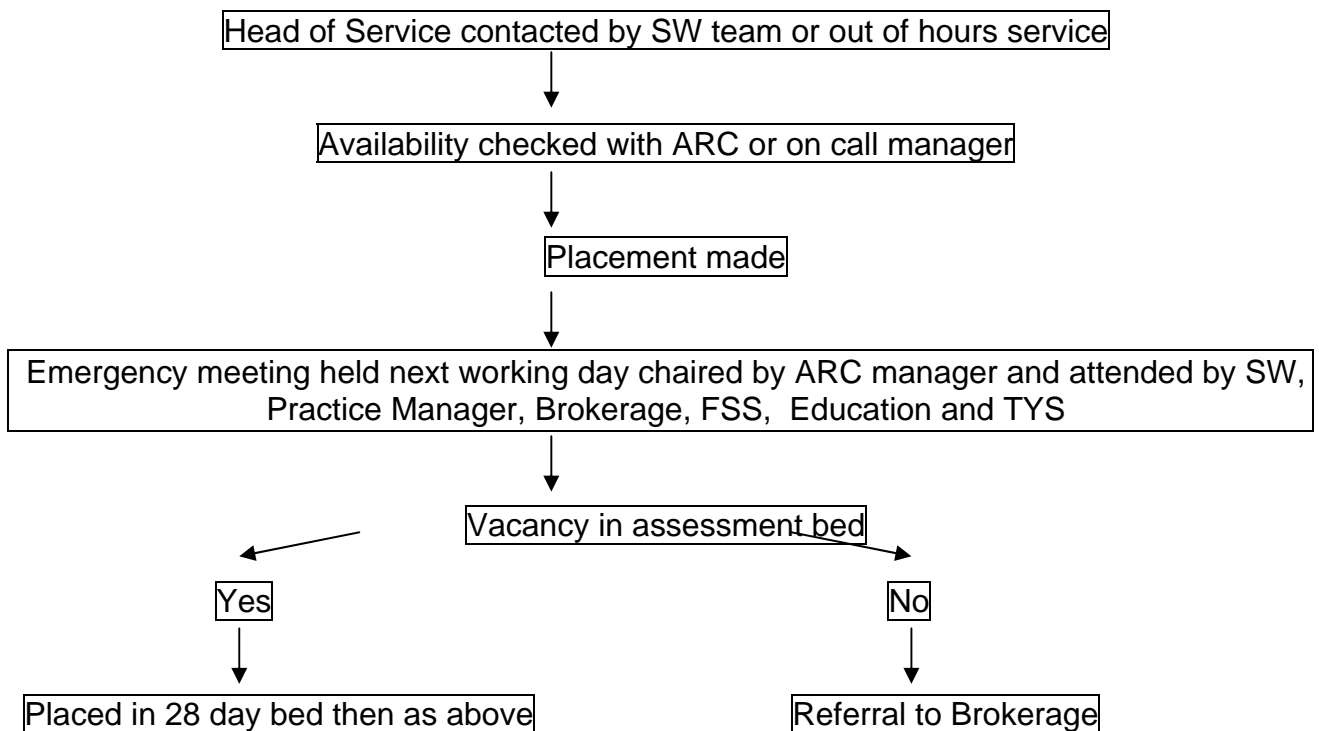 Head of Service contacted by SW team or out of hours service
Availability checked with ARC or on call manager
Placement made
Emergency meeting held next working day chaired by ARC manager and attended by SW,
Practice Manager, Brokerage, FSS, Education and TYS
Vacancy in assessment bed
Yes
No
Placed in 28 day bed then as above
Referral to Brokerage